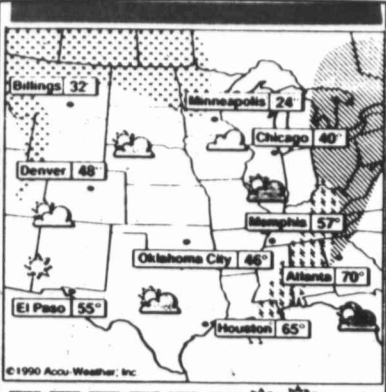 Billings 32°
Minneapolis 24°
Chicago 40°
Denver 48°
Memphis 57°
Oklahoma City 46°
Atlanta 70°
El Paso 55°
Houston 65°
©1990 Accu-Weather, Inc